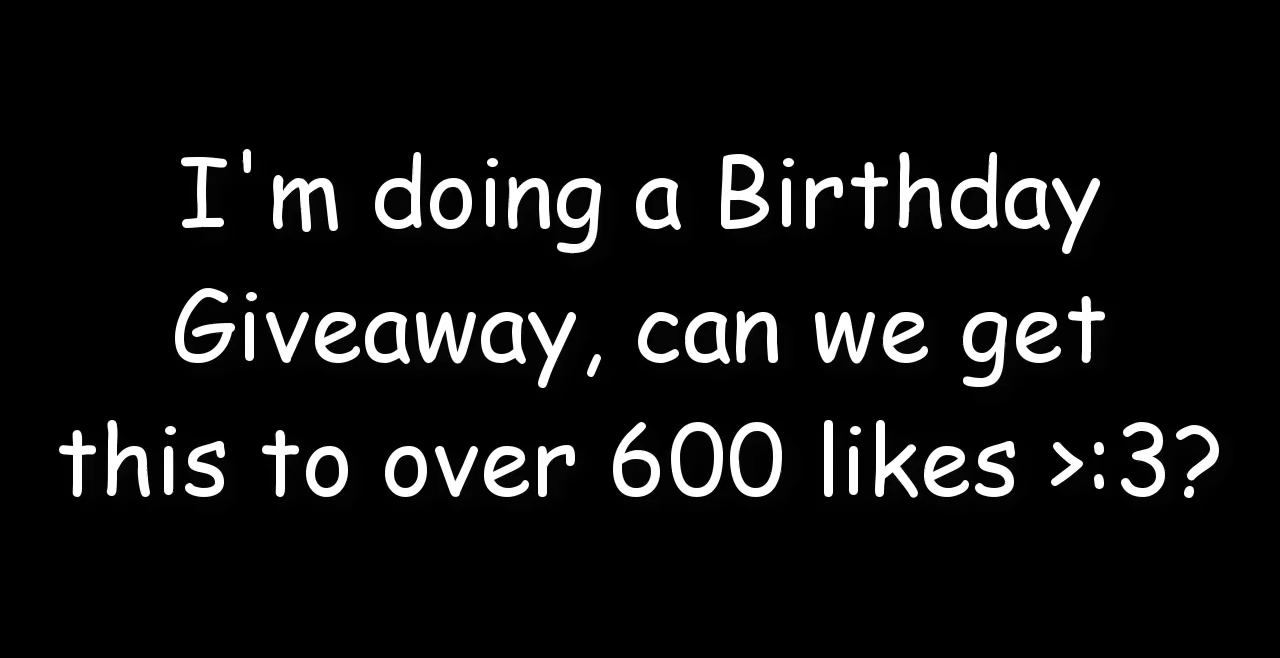 I'm doing a Birthday
Giveaway, can we get
this to over 600 likes >:3?